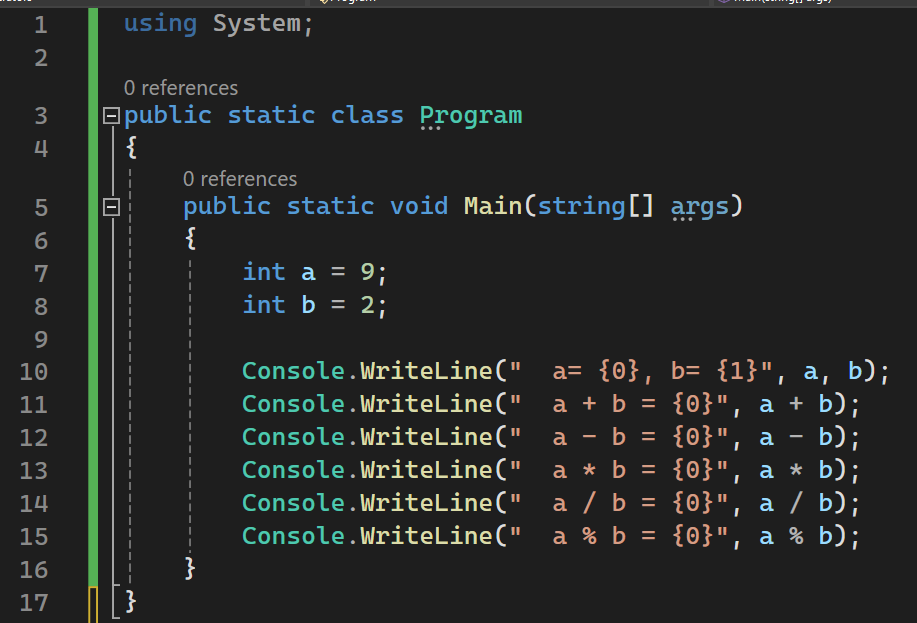 1 using System;
2
0 references
3 public static class Program
4 {
0 references
5 public static void Main(string[] args)
6 {
7 int a = 9;
8 int b = 2;
9
10 Console.WriteLine("  a= {0}, b= {1}", a, b);
11 Console.WriteLine("  a + b = {0}", a + b);
12 Console.WriteLine("  a - b = {0}", a - b);
13 Console.WriteLine("  a * b = {0}", a * b);
14 Console.WriteLine("  a / b = {0}", a / b);
15 Console.WriteLine("  a % b = {0}", a % b);
16 }
17 }